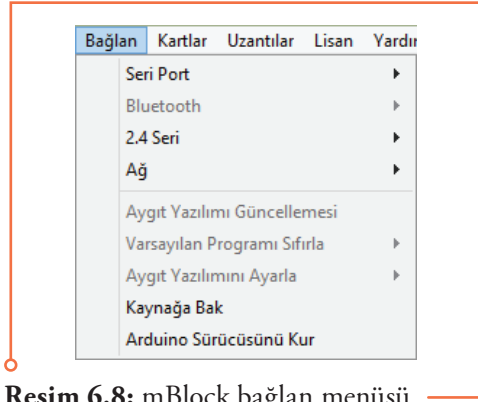 Bağlan Kartlar Uzantılar Lisan Yardır
Seri Port
Bluetooth
2.4 Seri
Ağ
Aygıt Yazılımı Güncellemesi
Varsayılan Programı Sıfırla
Aygıt Yazılımını Ayarla
Kaynağa Bak
Arduino Sürücüsünü Kur
Resim 6.8: mBlock bağlan menüsü